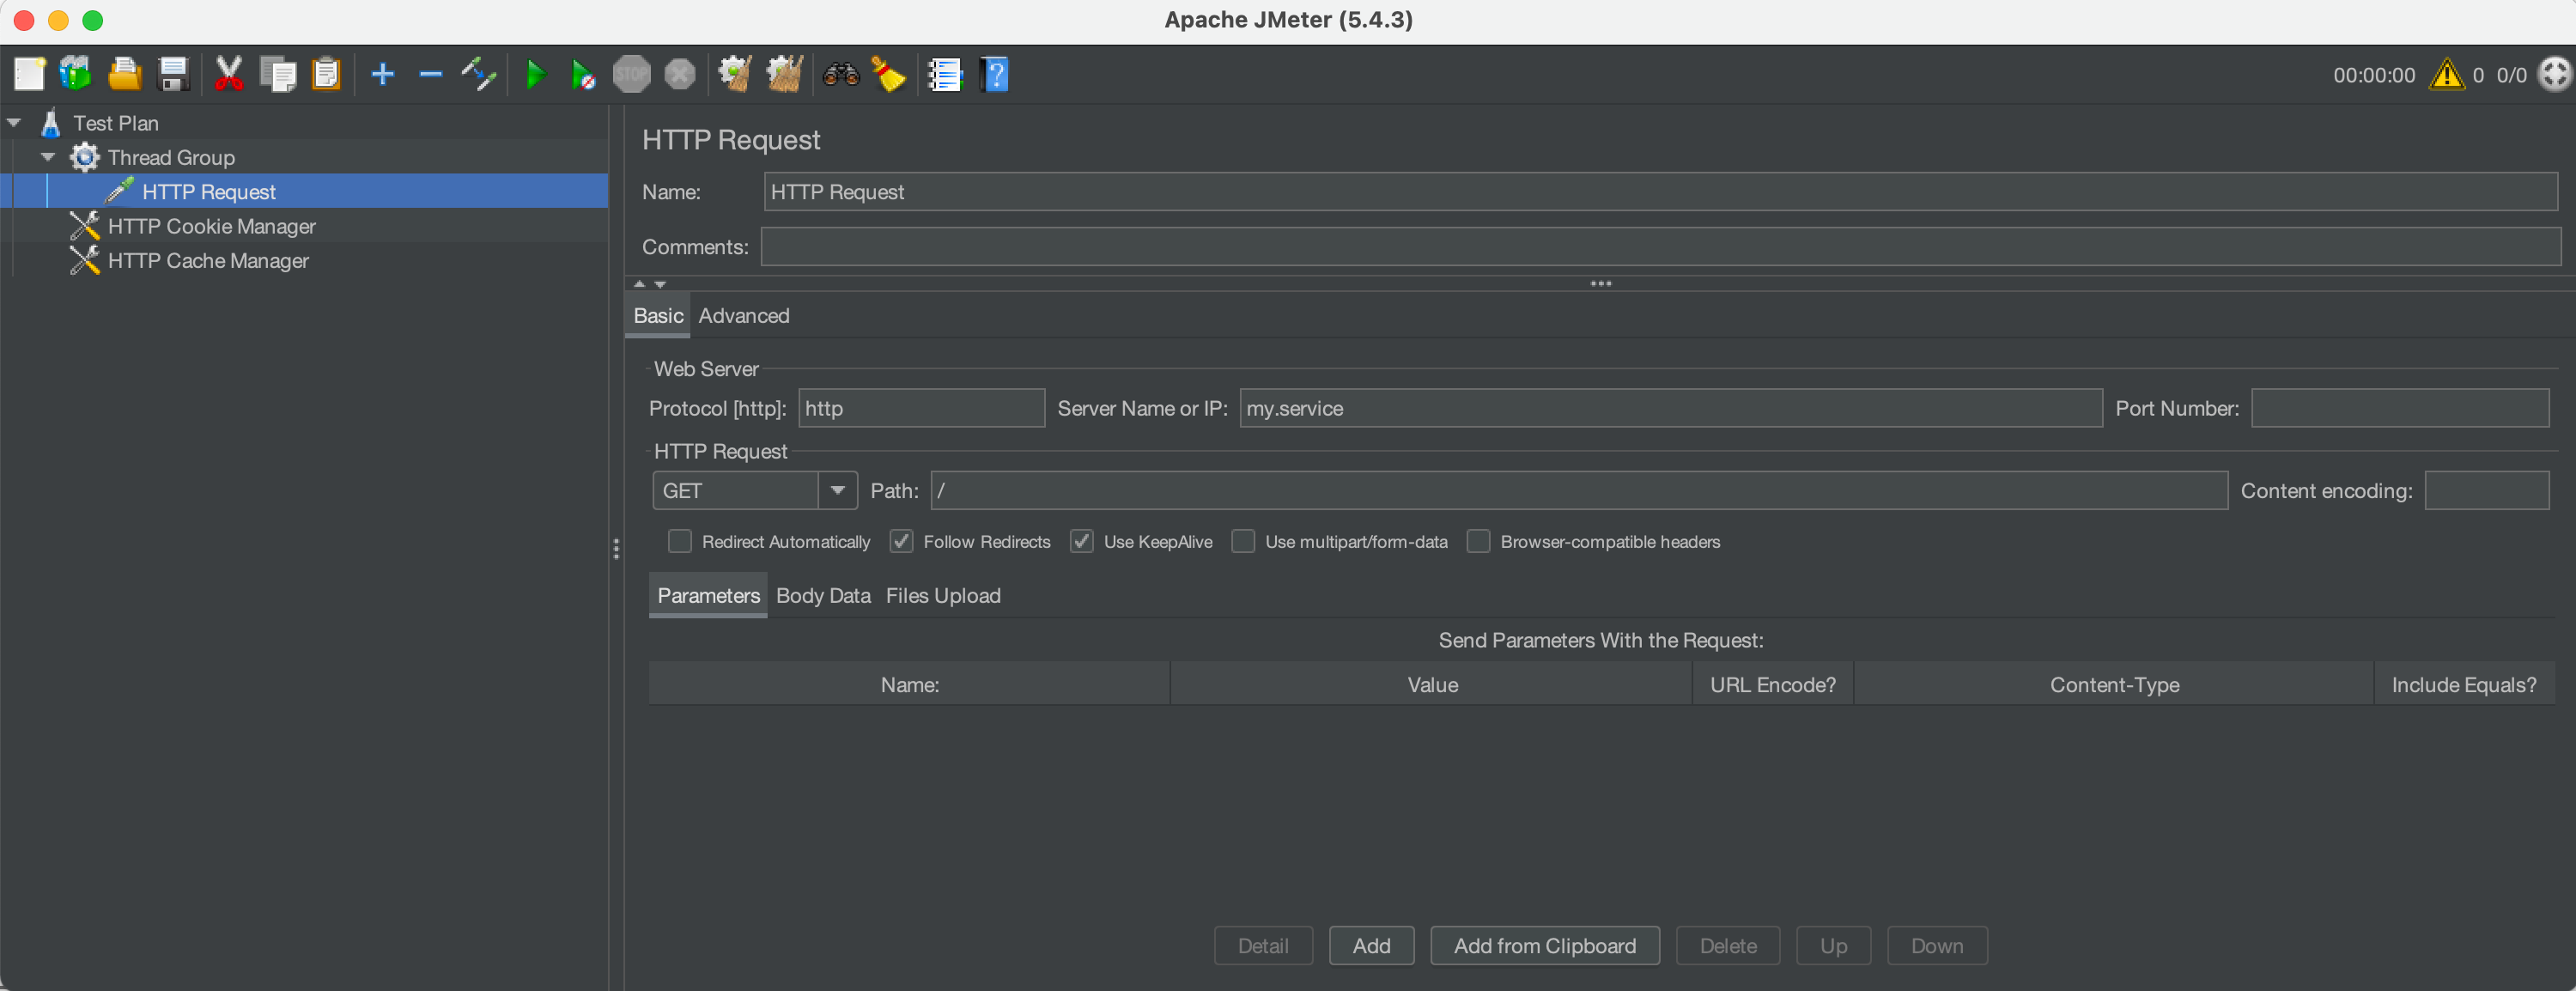 Apache JMeter (5.4.3)
STOP
00:00:00 0 0/0
Test Plan
Thread Group
HTTP Request
HTTP Cookie Manager
HTTP Cache Manager
HTTP Request
Name: HTTP Request
Comments:
Basic Advanced
Web Server
Protocol [http]: http Server Name or IP: my.service Port Number:
HTTP Request
GET Path: / Content encoding:
Redirect Automatically Follow Redirects Use KeepAlive Use multipart/form-data Browser-compatible headers
Parameters Body Data Files Upload
Send Parameters With the Request:
Name: Value URL Encode? Content-Type Include Equals?
Detail Add Add from Clipboard Delete Up Down